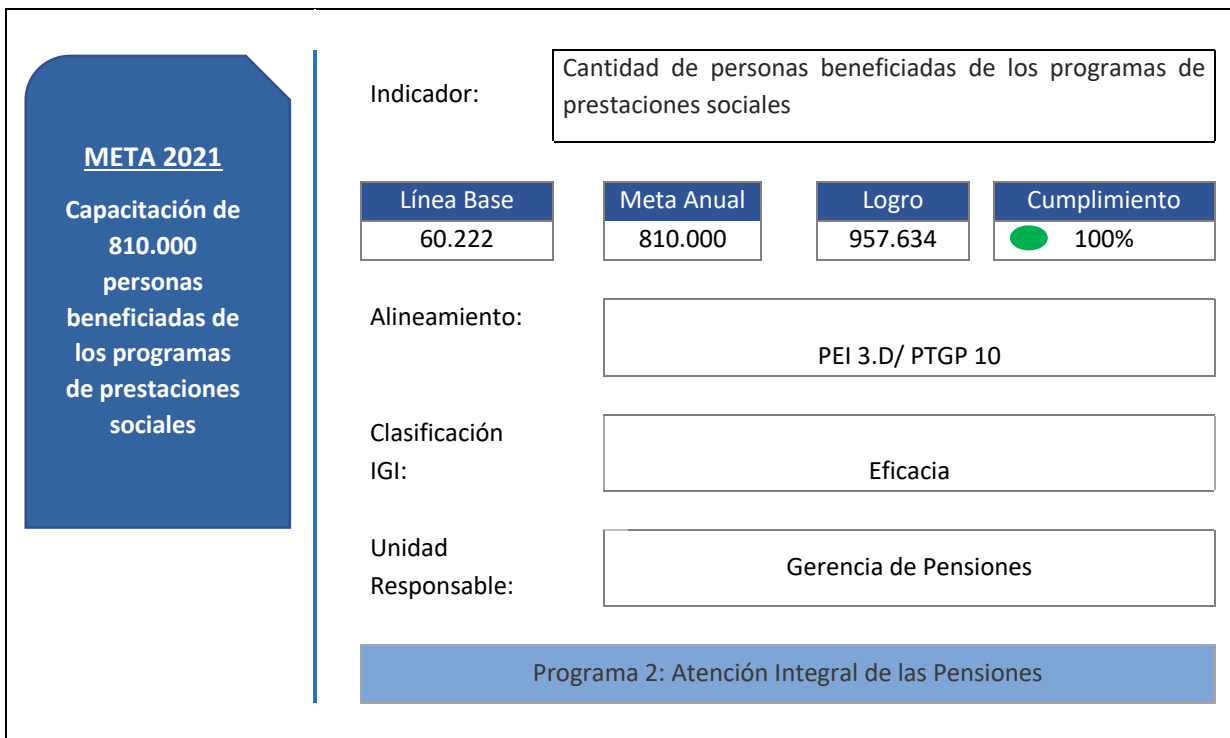 META 2021
Capacitación de
810.000
personas
beneficiadas de
los programas
de prestaciones
sociales
Indicador:
Cantidad de personas beneficiadas de los programas de
prestaciones sociales
Línea Base
60.222
Meta Anual
810.000
Logro
957.634
Cumplimiento
100%
Alineamiento:
PEI 3.D/ PTGP 10
Clasificación
IGI:
Eficacia
Unidad
Responsable:
Gerencia de Pensiones
Programa 2: Atención Integral de las Pensiones